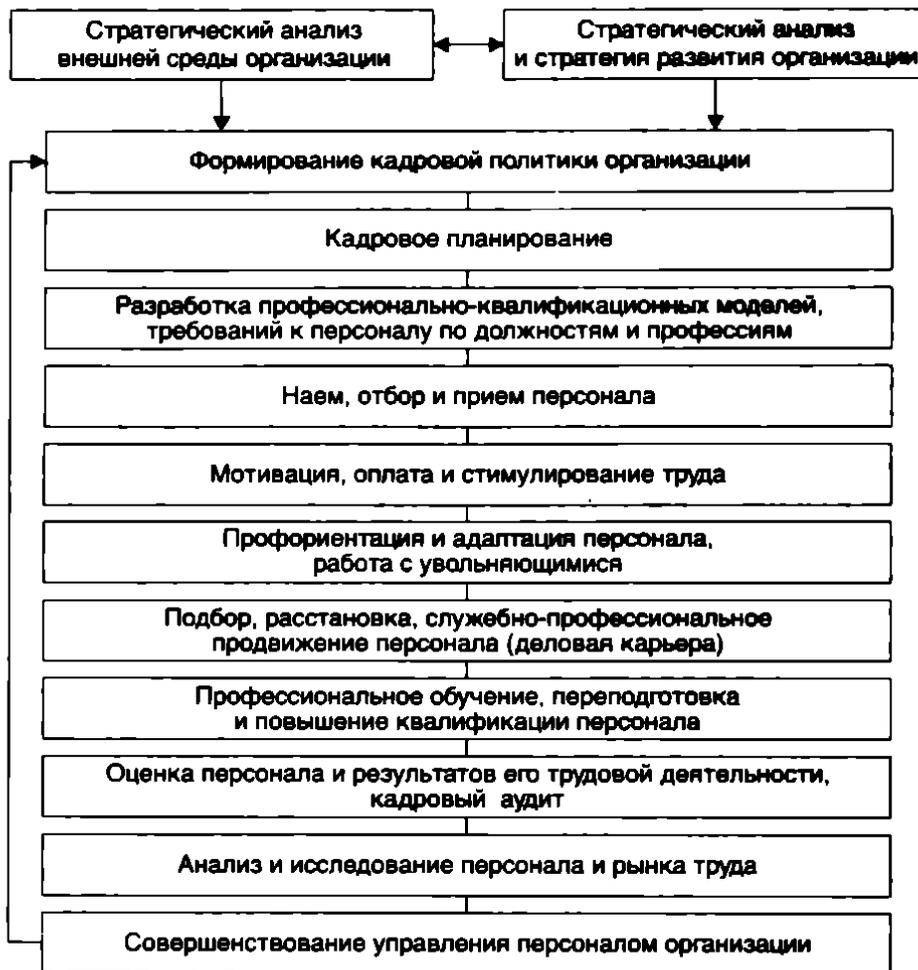 Стратегический анализ
внешней среды организации
Стратегический анализ
и стратегия развития организации
Формирование кадровой политики организации
Кадровое планирование
Разработка профессионально-квалификационных моделей,
требований к персоналу по должностям и профессиям
Наем, отбор и прием персонала
Мотивация, оплата и стимулирование труда
Профориентация и адаптация персонала,
работа с увольняющимися
Подбор, расстановка, служебно-профессиональное
продвижение персонала (деловая карьера)
Профессиональное обучение, переподготовка
и повышение квалификации персонала
Оценка персонала и результатов его трудовой деятельности,
кадровый аудит
Анализ и исследование персонала и рынка труда
Совершенствование управления персоналом организации